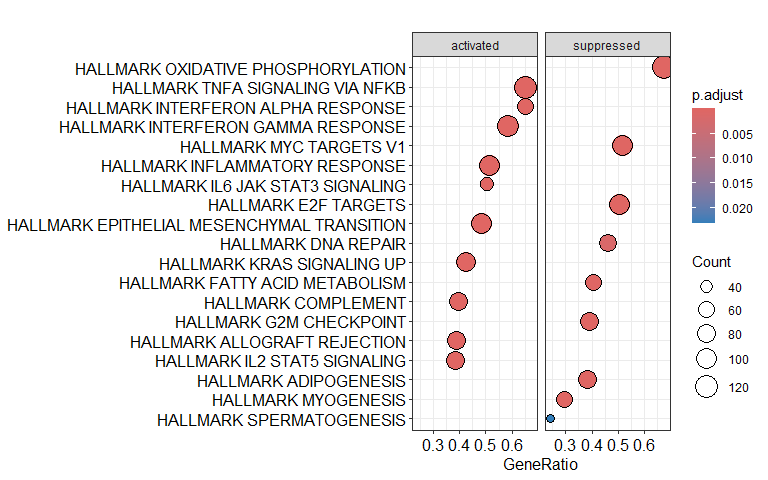 activated
suppressed
HALLMARK OXIDATIVE PHOSPHORYLATION
HALLMARK TNFA SIGNALING VIA NFKB
HALLMARK INTERFERON ALPHA RESPONSE
HALLMARK INTERFERON GAMMA RESPONSE
HALLMARK MYC TARGETS V1
HALLMARK INFLAMMATORY RESPONSE
HALLMARK IL6 JAK STAT3 SIGNALING
HALLMARK E2F TARGETS
HALLMARK EPITHELIAL MESENCHYMAL TRANSITION
HALLMARK DNA REPAIR
HALLMARK KRAS SIGNALING UP
HALLMARK FATTY ACID METABOLISM
HALLMARK COMPLEMENT
HALLMARK G2M CHECKPOINT
HALLMARK ALLOGRAFT REJECTION
HALLMARK IL2 STAT5 SIGNALING
HALLMARK ADIPOGENESIS
HALLMARK MYOGENESIS
HALLMARK SPERMATOGENESIS
0.3 0.4 0.5 0.6
0.3 0.4 0.5 0.6
GeneRatio
p.adjust
0.005
0.010
0.015
0.020
Count
40
60
80
100
120